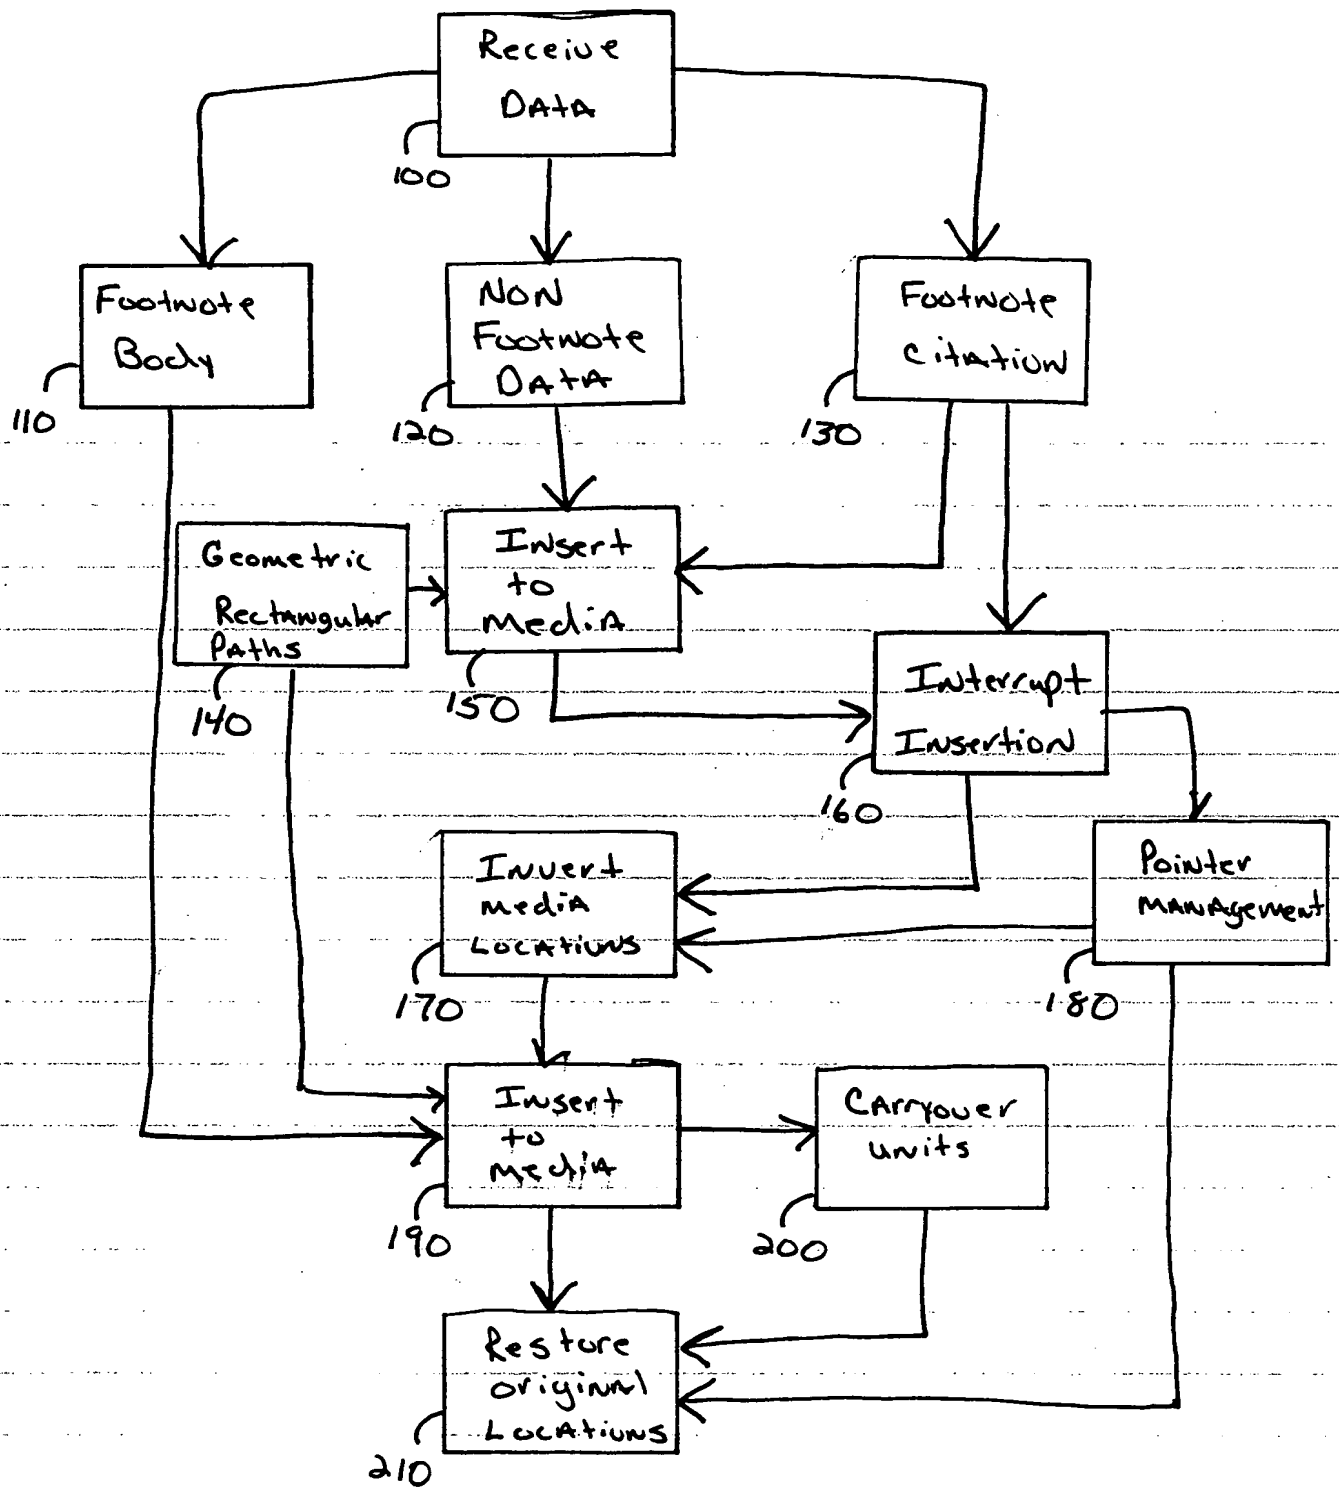 Receive
Data
100
Footnote
Body
110
Non
Footnote
Data
120
Footnote
Citation
130
Geometric
Rectangular
Paths
140
Insert
to
Media
150
Interrupt
Insertion
160
Invert
Media
Locations
170
Pointer
Management
180
Insert
to
Media
190
Carryover
units
200
Restore
original
Locations
210